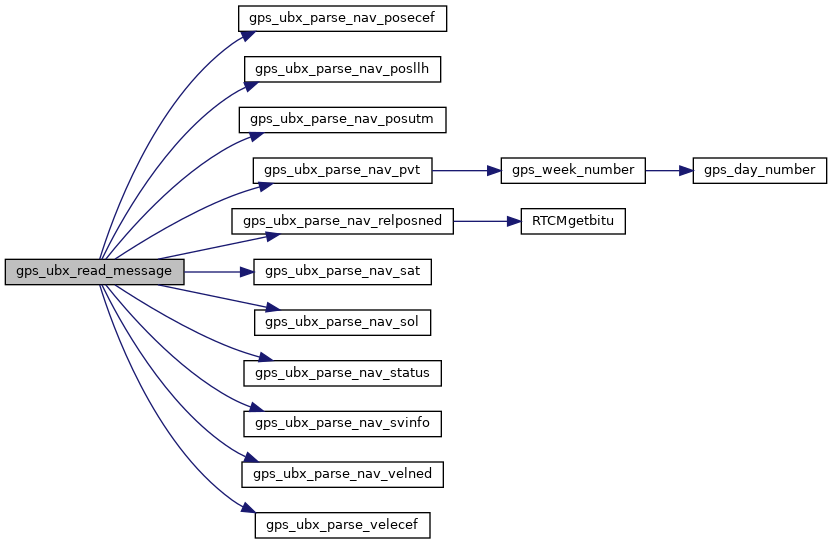 gps_ubx_parse_nav_posecef
gps_ubx_parse_nav_posllh
gps_ubx_parse_nav_posutm
gps_ubx_parse_nav_pvt gps_week_number gps_day_number
gps_ubx_parse_nav_relposned RTCMgetbitu
gps_ubx_read_message gps_ubx_parse_nav_sat
gps_ubx_parse_nav_sol
gps_ubx_parse_nav_status
gps_ubx_parse_nav_svinfo
gps_ubx_parse_nav_velned
gps_ubx_parse_velecef